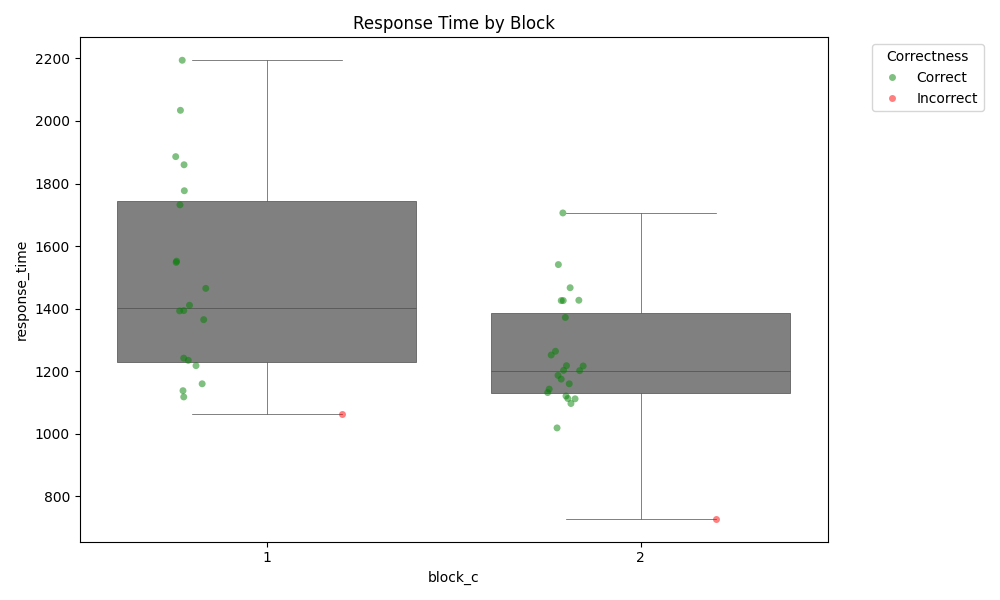 Response Time by Block
2200
2000
1800
1600
1400
1200
1000
800
response_time
1 2
block_c
Correctness
Correct
Incorrect